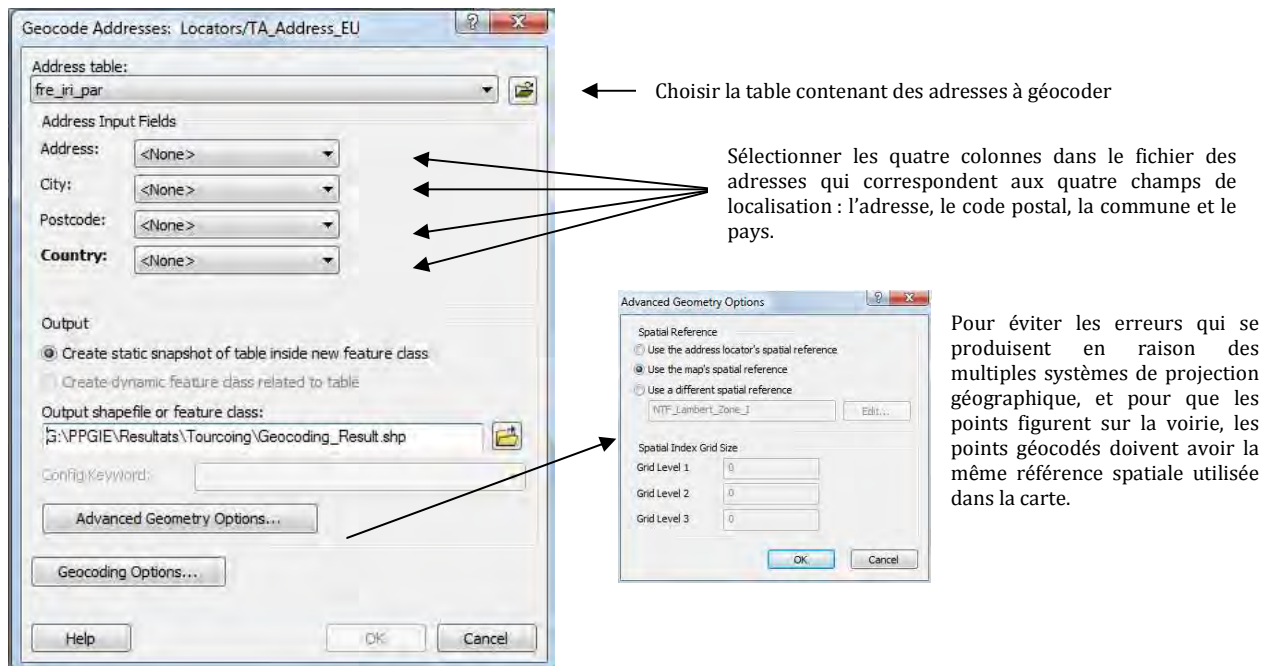 Geocode Addresses: Locators/TA_Address_EU
Address table:
fre_iri_par
Choisir la table contenant des adresses à géocoder
Address Input Fields
Address: <None>
City: <None>
Postcode: <None>
Country: <None>
Sélectionner les quatre colonnes dans le fichier des
adresses qui correspondent aux quatre champs de
localisation : l’adresse, le code postal, la commune et le
pays.
Output
Create static snapshot of table inside new feature class
Create dynamic feature class related to table
Output shapefile or feature class:
G:\PPGIE\Resultats\Tourcoing\Geocoding_Result.shp
Config Keyword:
Advanced Geometry Options...
Geocoding Options...
Help OK Cancel
Advanced Geometry Options
Spatial Reference
Use the address locator's spatial reference
Use the map's spatial reference
Use a different spatial reference
NTF_Lambert_Zone_I Edit...
Spatial Index Grid Size
Grid Level 1 0
Grid Level 2 0
Grid Level 3 0
OK Cancel
Pour éviter les erreurs qui se
produisent en raison des
multiples systèmes de projection
géographique, et pour que les
points figurent sur la voirie, les
points géocodés doivent avoir la
même référence spatiale utilisée
dans la carte.